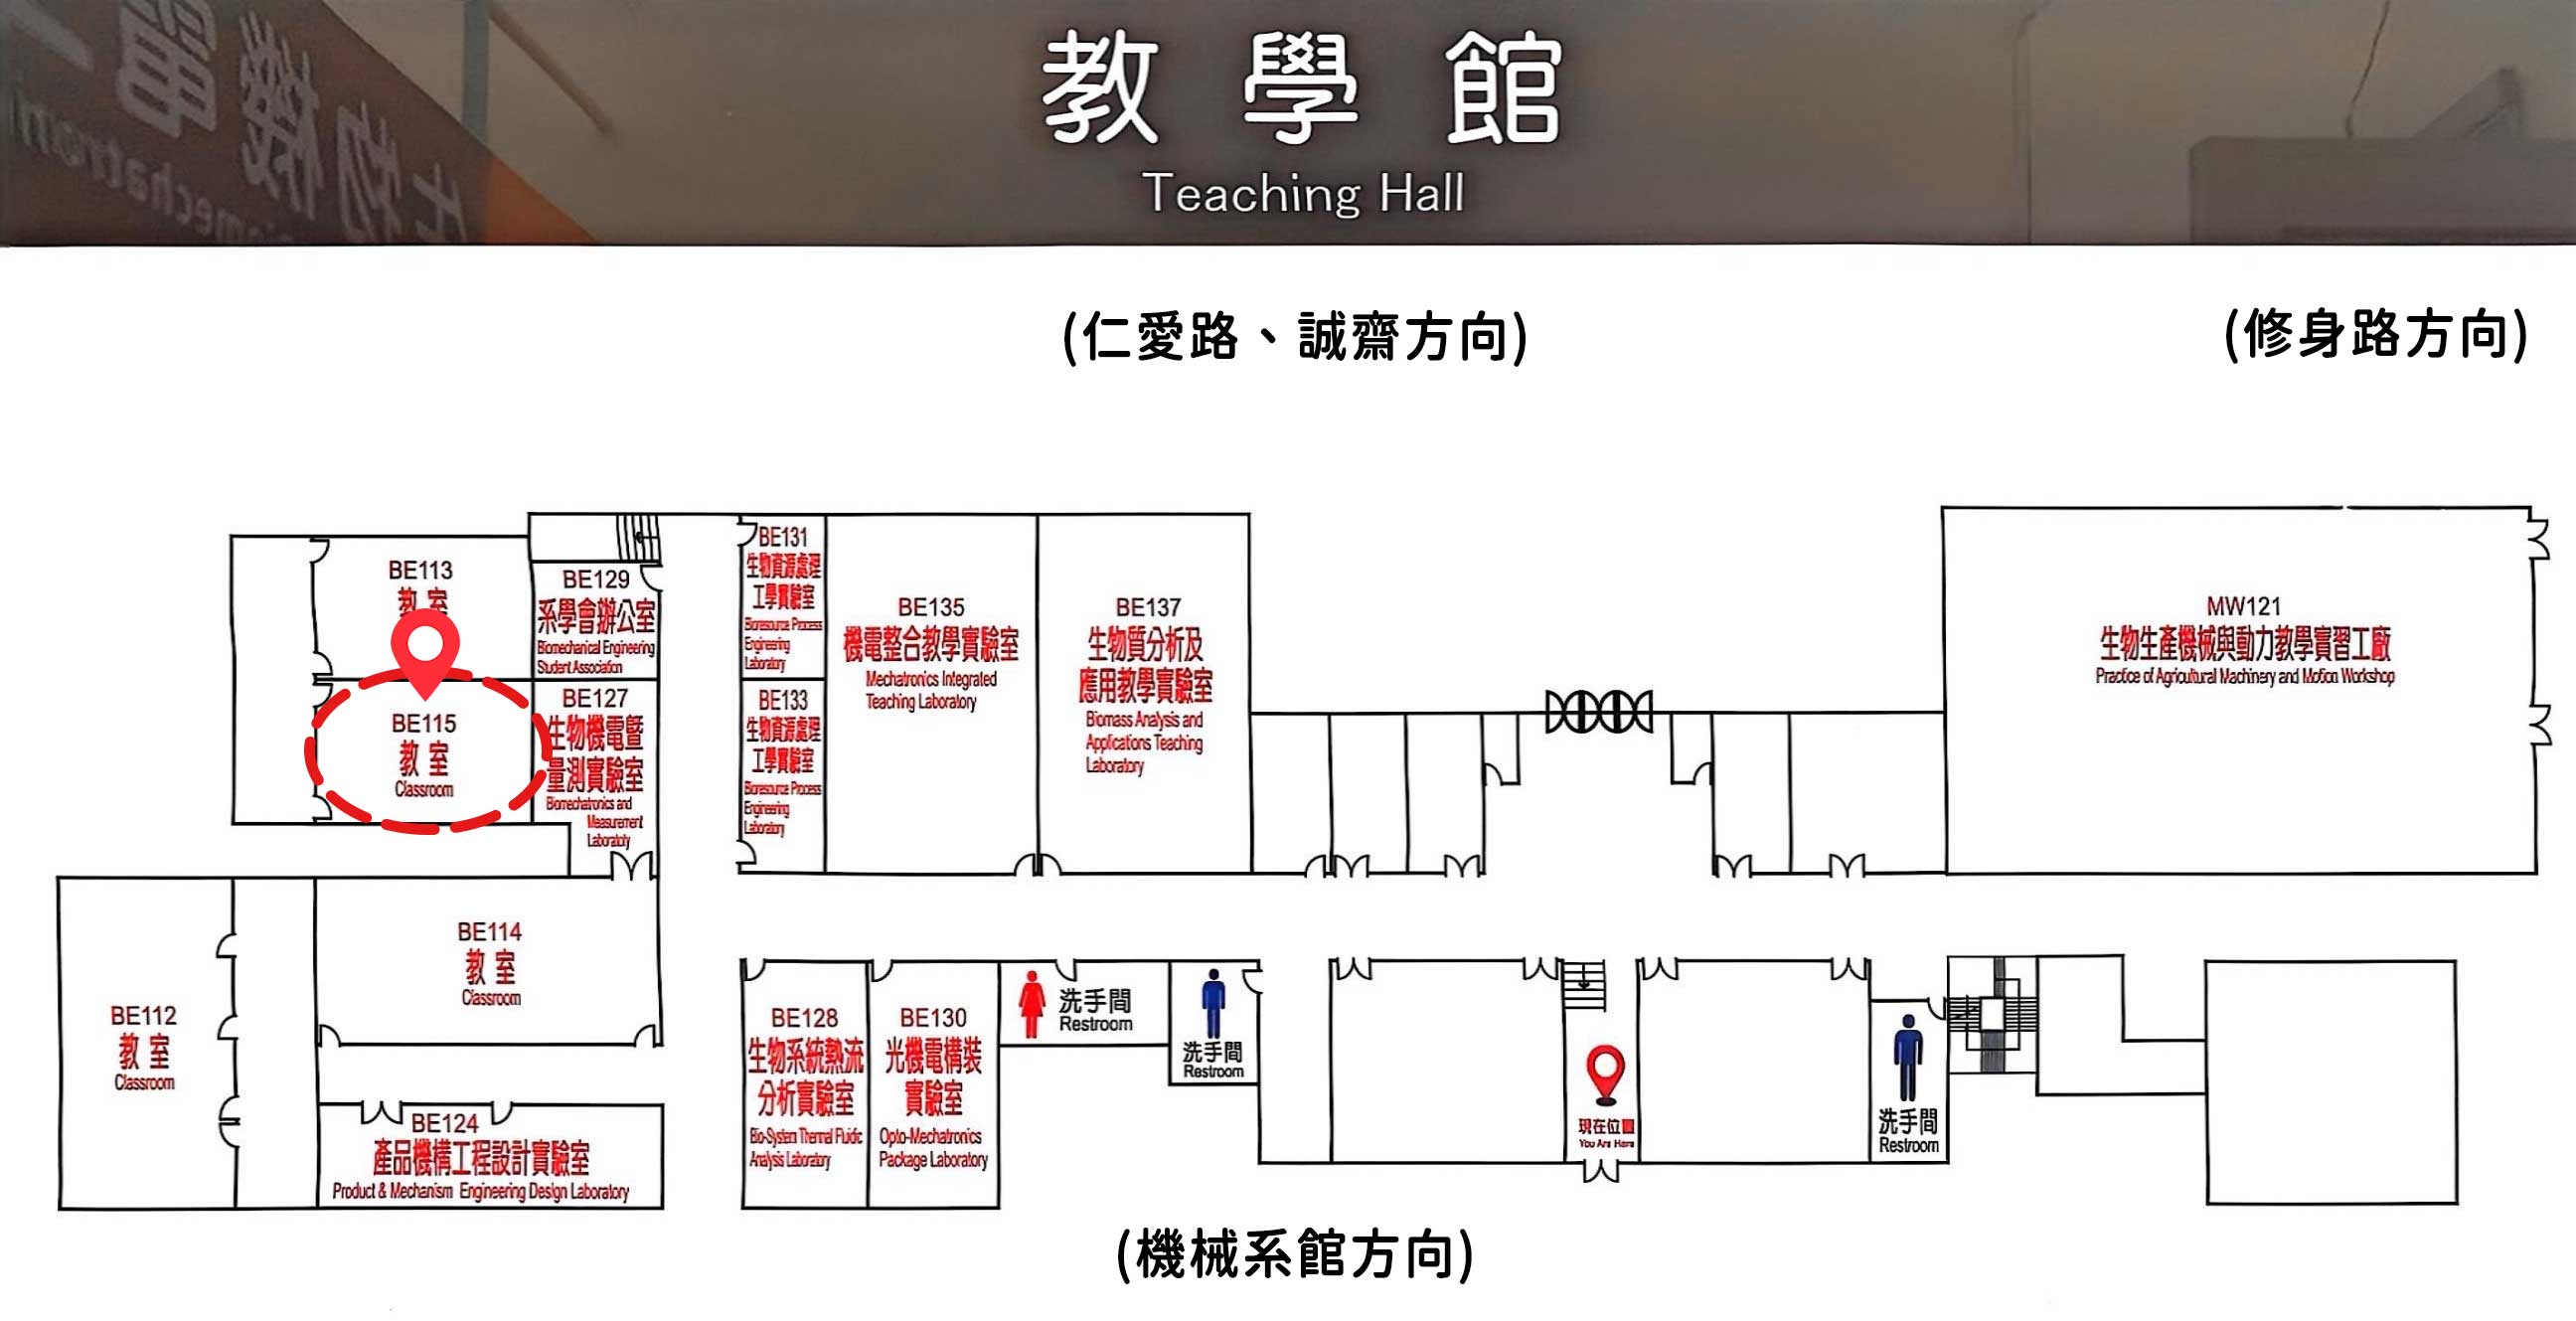 教學館
Teaching Hall
(仁愛路、誠齋方向)
(修身路方向)
BE113
教室
BE115
教室
Classroom
BE129
系學會辦公室
Biomechanical Engineering
Student Association
BE127
生物機電暨
量測實驗室
Biomechatronics and
Measurement
Laboratoty
BE131
生物資源處理
工學實驗室
Bioresource Process
Engineering
Laboratory
BE133
生物資源處理
工學實驗室
Bioresource Process
Engineering
Laboratory
BE135
機電整合教學實驗室
Mechatronics Integrated
Teaching Laboratory
BE137
生物質分析及
應用教學實驗室
Biomass Analysis and
Applications Teaching
Laboratory
MW121
生物生產機械與動力教學實習工廠
Practice of Agricultural Machinery and Motion Workshop
BE112
教室
Classroom
BE114
教室
Classroom
BE124
產品機構工程設計實驗室
Product & Mechanism Engineering Design Laboratory
BE128
生物系統熱流
分析實驗室
Bio-System Thermal Fluidic
Analysis Laboratory
BE130
光機電構裝
實驗室
Opto-Mechatronics
Package Laboratory
洗手間
Restroom
洗手間
Restroom
現在位置
You Are Here
洗手間
Restroom
(機械系館方向)